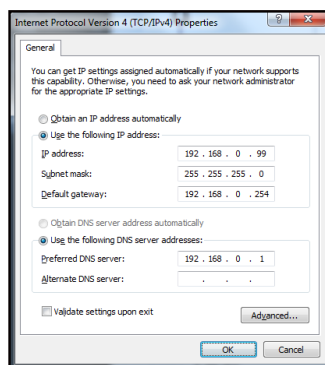 Internet Protocol Version 4 (TCP/IPv4) Properties
General
You can get IP settings assigned automatically if your network supports
this capability. Otherwise, you need to ask your network administrator
for the appropriate IP settings.
Obtain an IP address automatically
Use the following IP address:
IP address: 192 . 168 . 0 . 99
Subnet mask: 255 . 255 . 255 . 0
Default gateway: 192 . 168 . 0 . 254
Obtain DNS server address automatically
Use the following DNS server addresses:
Preferred DNS server: 192 . 168 . 0 . 1
Alternate DNS server: . . .
Validate settings upon exit
Advanced...
OK Cancel